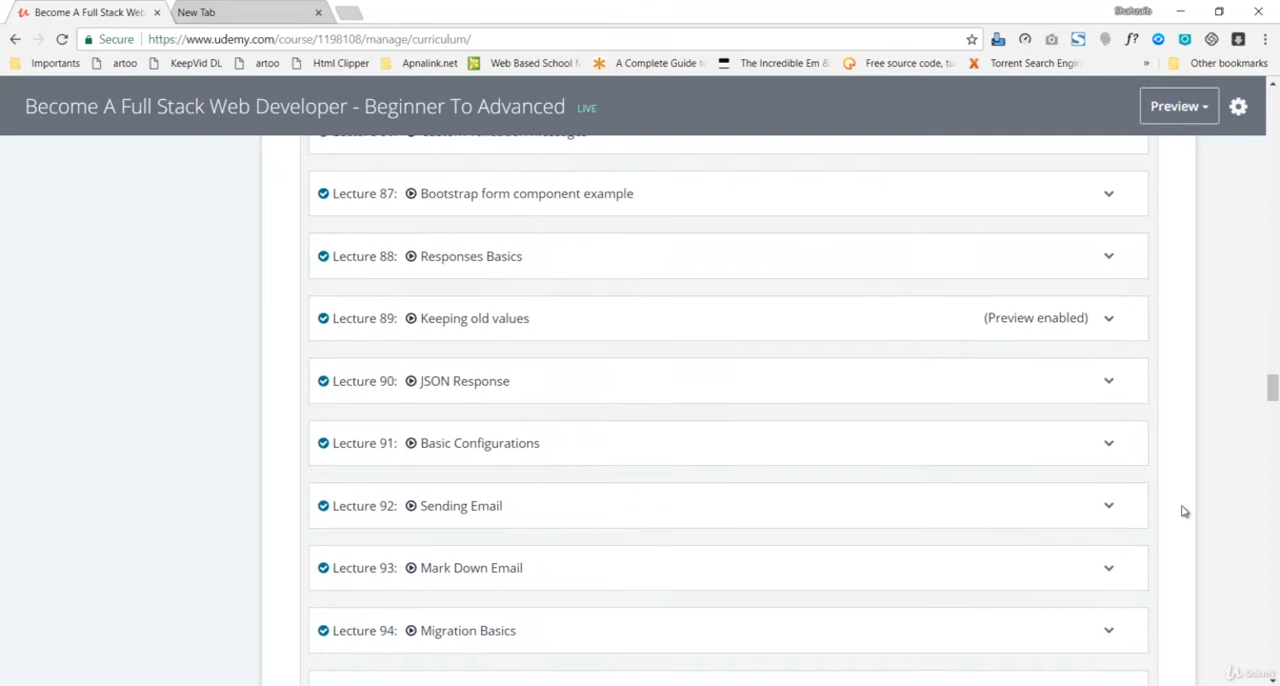 Become A Full Stack Web
New Tab
Shahzaib
Secure
https://www.udemy.com/course/1198108/manage/curriculum/
Importants
artoo
KeepVid DL
artoo
Html Clipper
Apnalink.net
Web Based School
A Complete Guide
The Incredible Em &
Free source code, tu
Torrent Search Engin
»
Other bookmarks
Become A Full Stack Web Developer - Beginner To Advanced LIVE
Preview
Lecture 87: Bootstrap form component example
Lecture 88: Responses Basics
Lecture 89: Keeping old values (Preview enabled)
Lecture 90: JSON Response
Lecture 91: Basic Configurations
Lecture 92: Sending Email
Lecture 93: Mark Down Email
Lecture 94: Migration Basics
Udemy